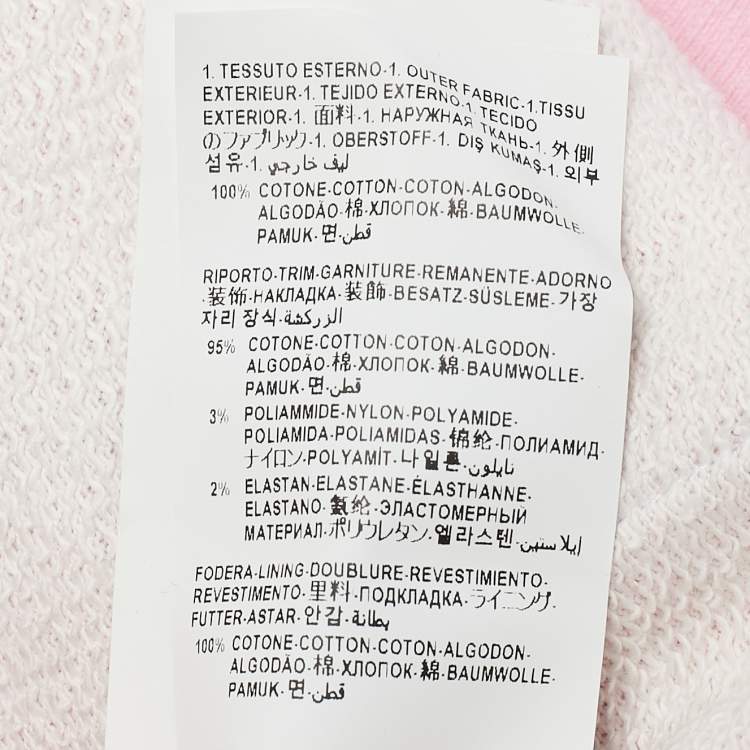 1. TESSUTO ESTERNO-1. OUTER FABRIC-1.TISSU
EXTERIEUR-1. TEJIDO EXTERNO-1. TECIDO
EXTERIOR-1. 面料-1. НАРУЖНАЯ ТКАНЬ-1. 外側
のファブリック-1. OBERSTOFF-1. DIŞ KUMAŞ-1. 외부
섬유-1. ليف خارجي
100% COTONE-COTTON-COTON-ALGODON-
ALGODÃO-棉-ХЛОПОК-綿-BAUMWOLLE-
PAMUK-면-قطن
RIPORTO-TRIM-GARNITURE-REMANENTE-ADORNO
-装饰-НАКЛАДКА-装飾-BESATZ-SÜSLEME-가장
자리 장식-الزركشة
95% COTONE-COTTON-COTON-ALGODON-
ALGODÃO-棉-ХЛОПОК-綿-BAUMWOLLE-
PAMUK-면-قطن
3% POLIAMMIDE-NYLON-POLYAMIDE-
POLIAMIDA-POLIAMIDAS-锦纶-ПОЛИАМИД-
ナイロン-POLYAMİT-나일론-نايلون
2% ELASTAN-ELASTANE-ÉLASTHANNE-
ELASTANO-氨纶-ЭЛАСТОМЕРНЫЙ
МАТЕРИАЛ-ポリウレタン-엘라스텐-ايلاستين
FODERA-LINING-DOUBLURE-REVESTIMIENTO-
REVESTIMENTO-里料-ПОДКЛАДКА-ライニング-
FUTTER-ASTAR-안감-بطانة
100% COTONE-COTTON-COTON-ALGODON-
ALGODÃO-棉-ХЛОПОК-綿-BAUMWOLLE-
PAMUK-면-قطن